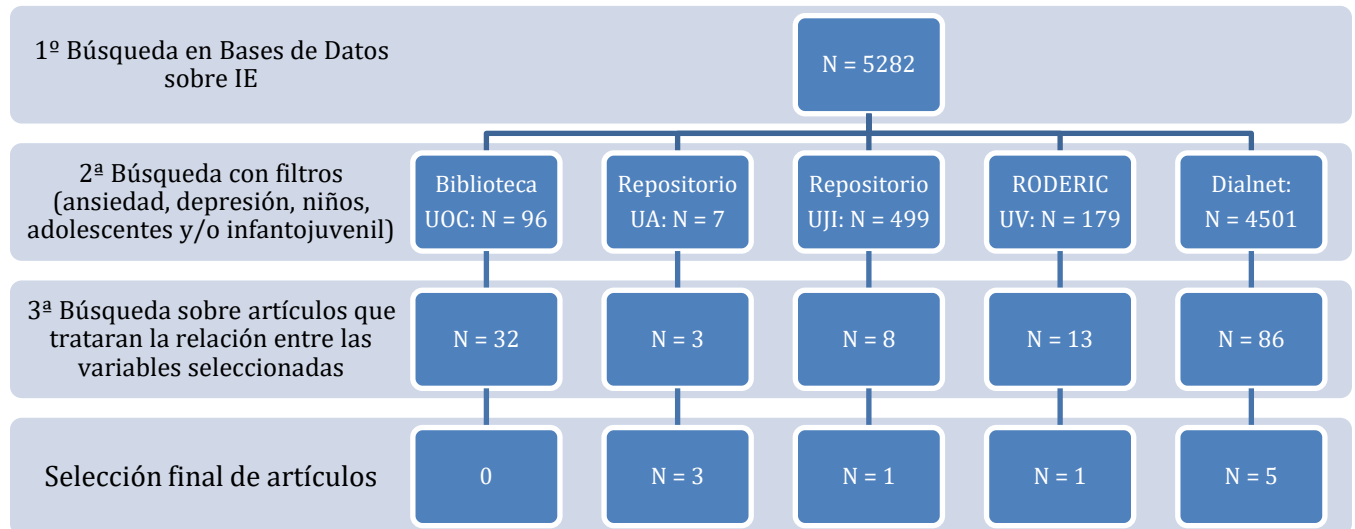 1º Búsqueda en Bases de Datos
sobre IE
N = 5282
2ª Búsqueda con filtros
(ansiedad, depresión, niños,
adolescentes y/o infantojuvenil)
Biblioteca
UOC: N = 96
Repositorio
UA: N = 7
Repositorio
UJI: N = 499
RODERIC
UV: N = 179
Dialnet:
N = 4501
3ª Búsqueda sobre artículos que
trataran la relación entre las
variables seleccionadas
N = 32
N = 3
N = 8
N = 13
N = 86
Selección final de artículos
0
N = 3
N = 1
N = 1
N = 5